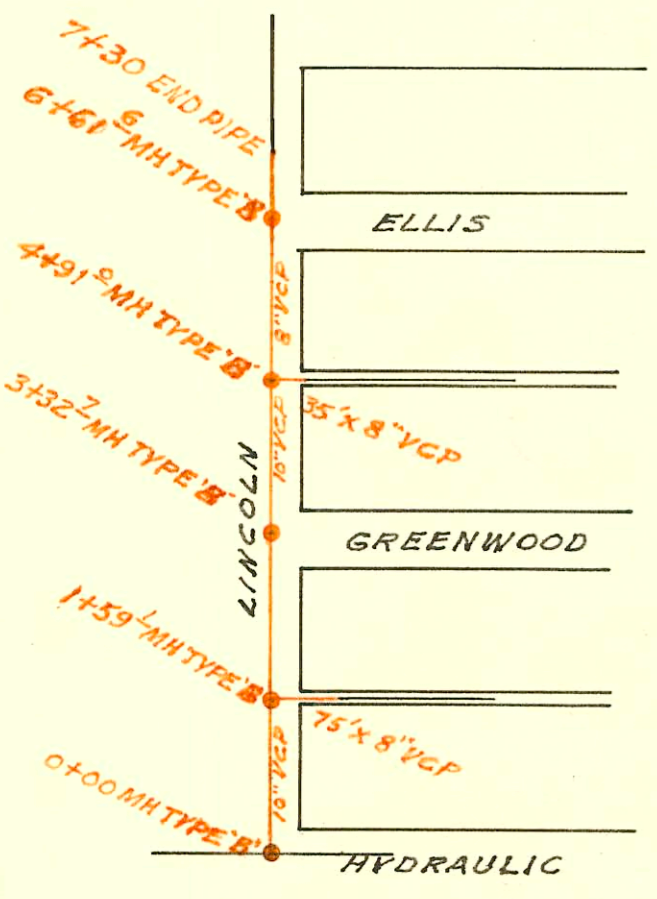 7+30 END PIPE
6+61 6 MH TYPE 'B'
ELLIS
8" VCP
4+91 9 MH TYPE 'B'
35' X 8" VCP
10" VCP
3+32 7 MH TYPE 'B'
LINCOLN
GREENWOOD
1+59 1 MH TYPE 'B'
75' X 8" VCP
10" VCP
0+00 MH TYPE 'B'
HYDRAULIC